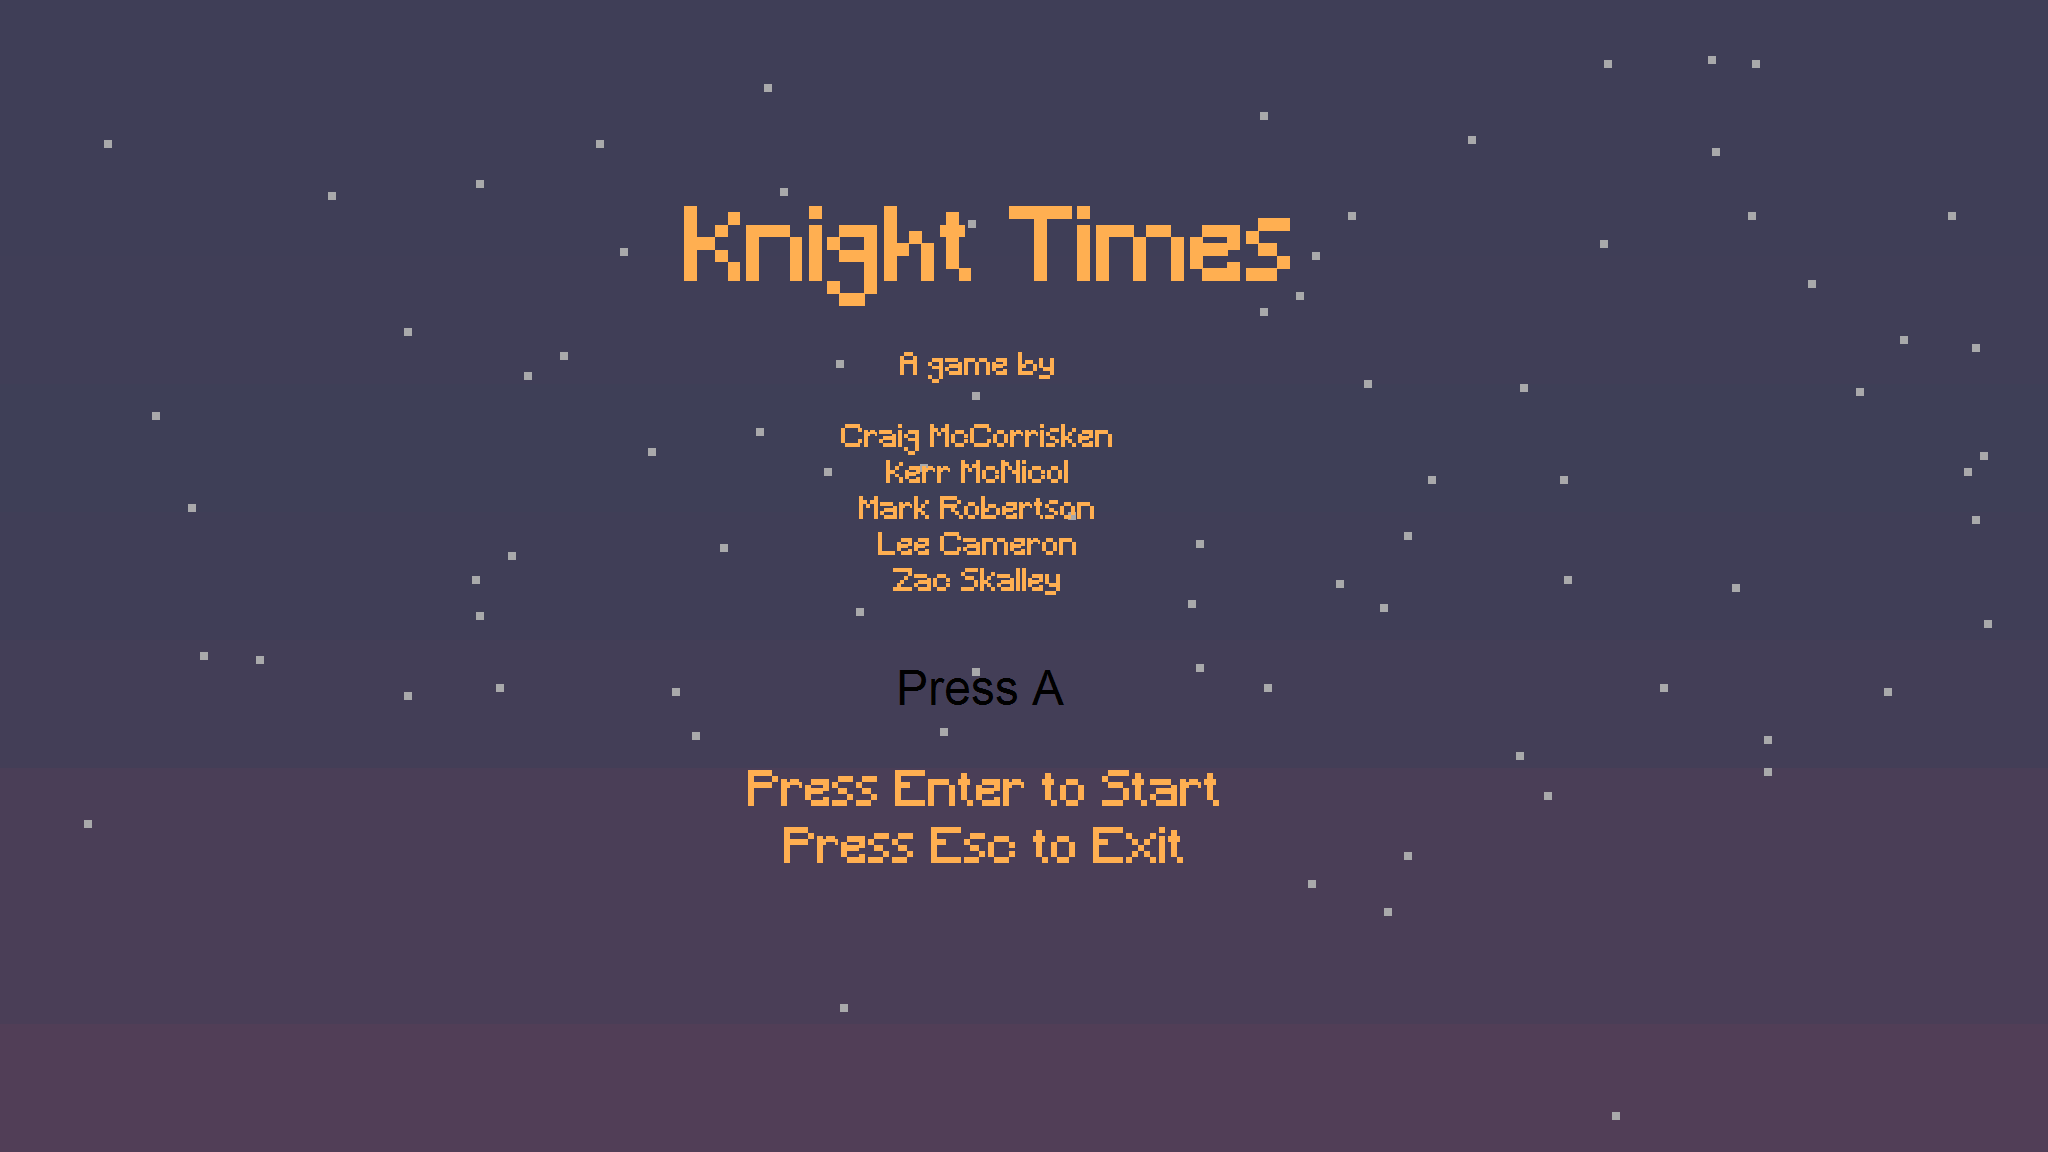 Knight Times
A game by
Craig McCorrisken
Kerr McNicol
Mark Robertson
Lee Cameron
Zac Skalley
Press A
Press Enter to Start
Press Esc to Exit